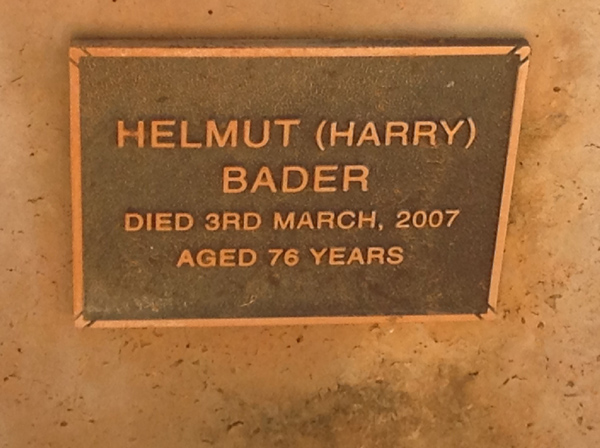 HELMUT (HARRY)
BADER
DIED 3RD MARCH, 2007
AGED 76 YEARS